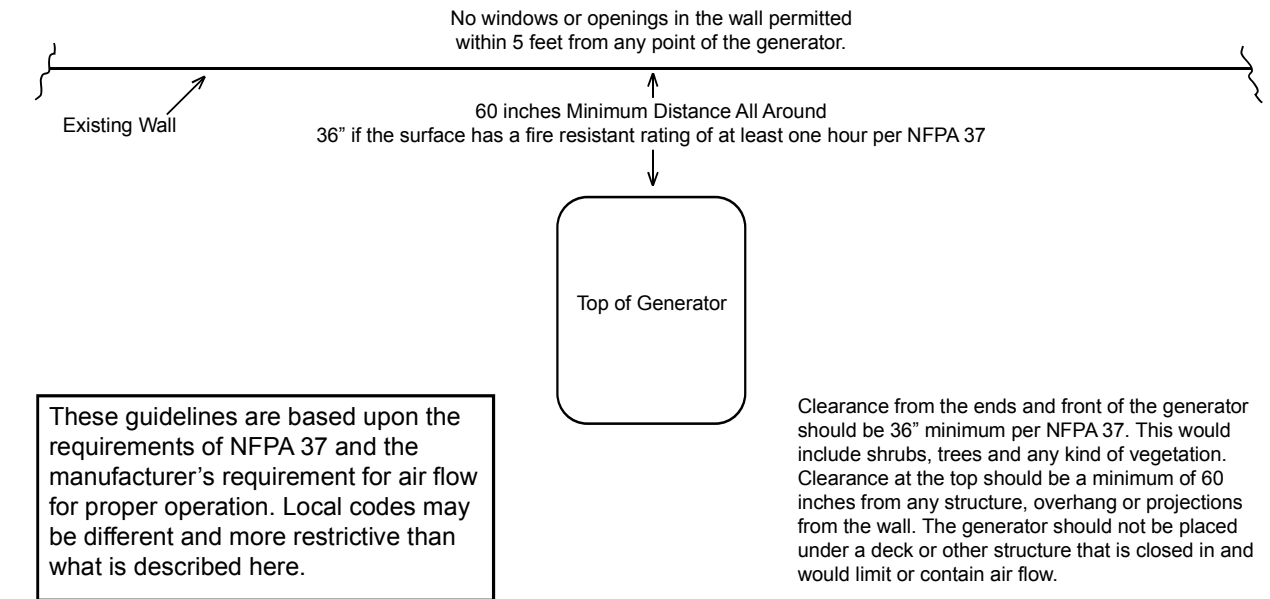 No windows or openings in the wall permitted
within 5 feet from any point of the generator.
Existing Wall
60 inches Minimum Distance All Around
36” if the surface has a fire resistant rating of at least one hour per NFPA 37
Top of Generator
These guidelines are based upon the
requirements of NFPA 37 and the
manufacturer’s requirement for air flow
for proper operation. Local codes may
be different and more restrictive than
what is described here.
Clearance from the ends and front of the generator
should be 36” minimum per NFPA 37. This would
include shrubs, trees and any kind of vegetation.
Clearance at the top should be a minimum of 60
inches from any structure, overhang or projections
from the wall. The generator should not be placed
under a deck or other structure that is closed in and
would limit or contain air flow.